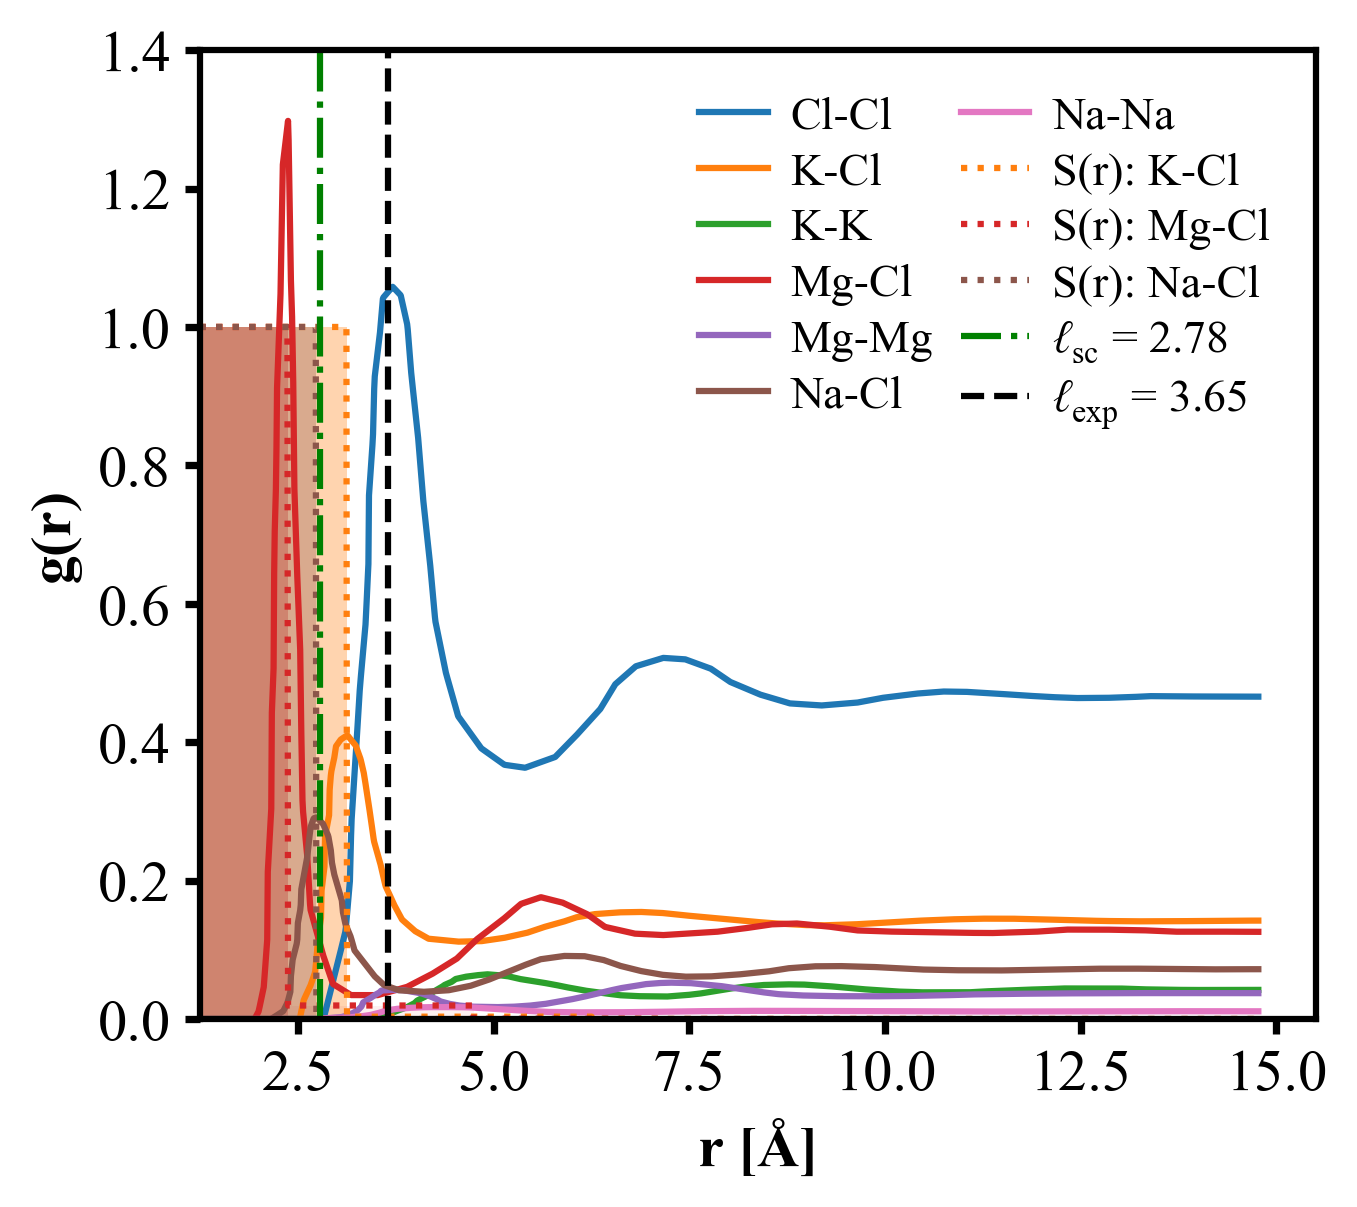 1.4
1.2
1.0
0.8
0.6
0.4
0.2
0.0
g(r)
2.5 5.0 7.5 10.0 12.5 15.0
r [Å]
Cl-Cl
K-Cl
K-K
Mg-Cl
Mg-Mg
Na-Cl
Na-Na
S(r): K-Cl
S(r): Mg-Cl
S(r): Na-Cl
ℓsc = 2.78
ℓexp = 3.65